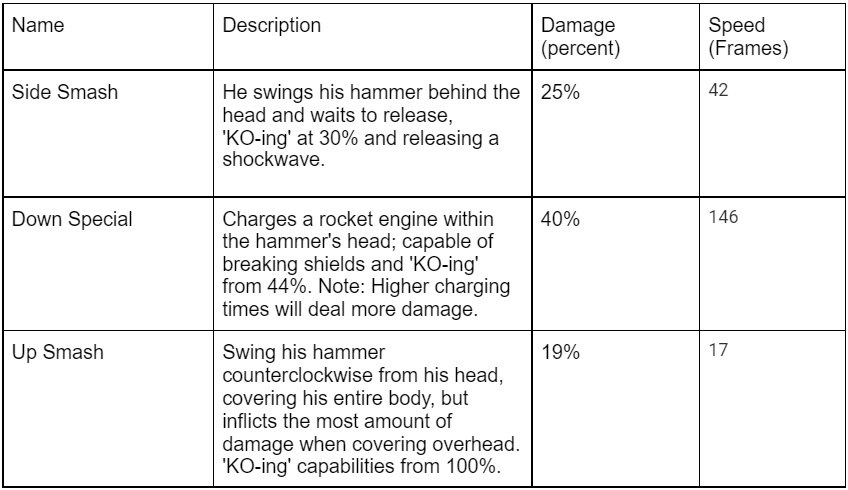 Name
Description
Damage
(percent)
Speed
(Frames)
Side Smash
He swings his hammer behind the
head and waits to release,
'KO-ing' at 30% and releasing a
shockwave.
25%
42
Down Special
Charges a rocket engine within
the hammer's head; capable of
breaking shields and 'KO-ing'
from 44%. Note: Higher charging
times will deal more damage.
40%
146
Up Smash
Swing his hammer
counterclockwise from his head,
covering his entire body, but
inflicts the most amount of
damage when covering overhead.
'KO-ing' capabilities from 100%.
19%
17